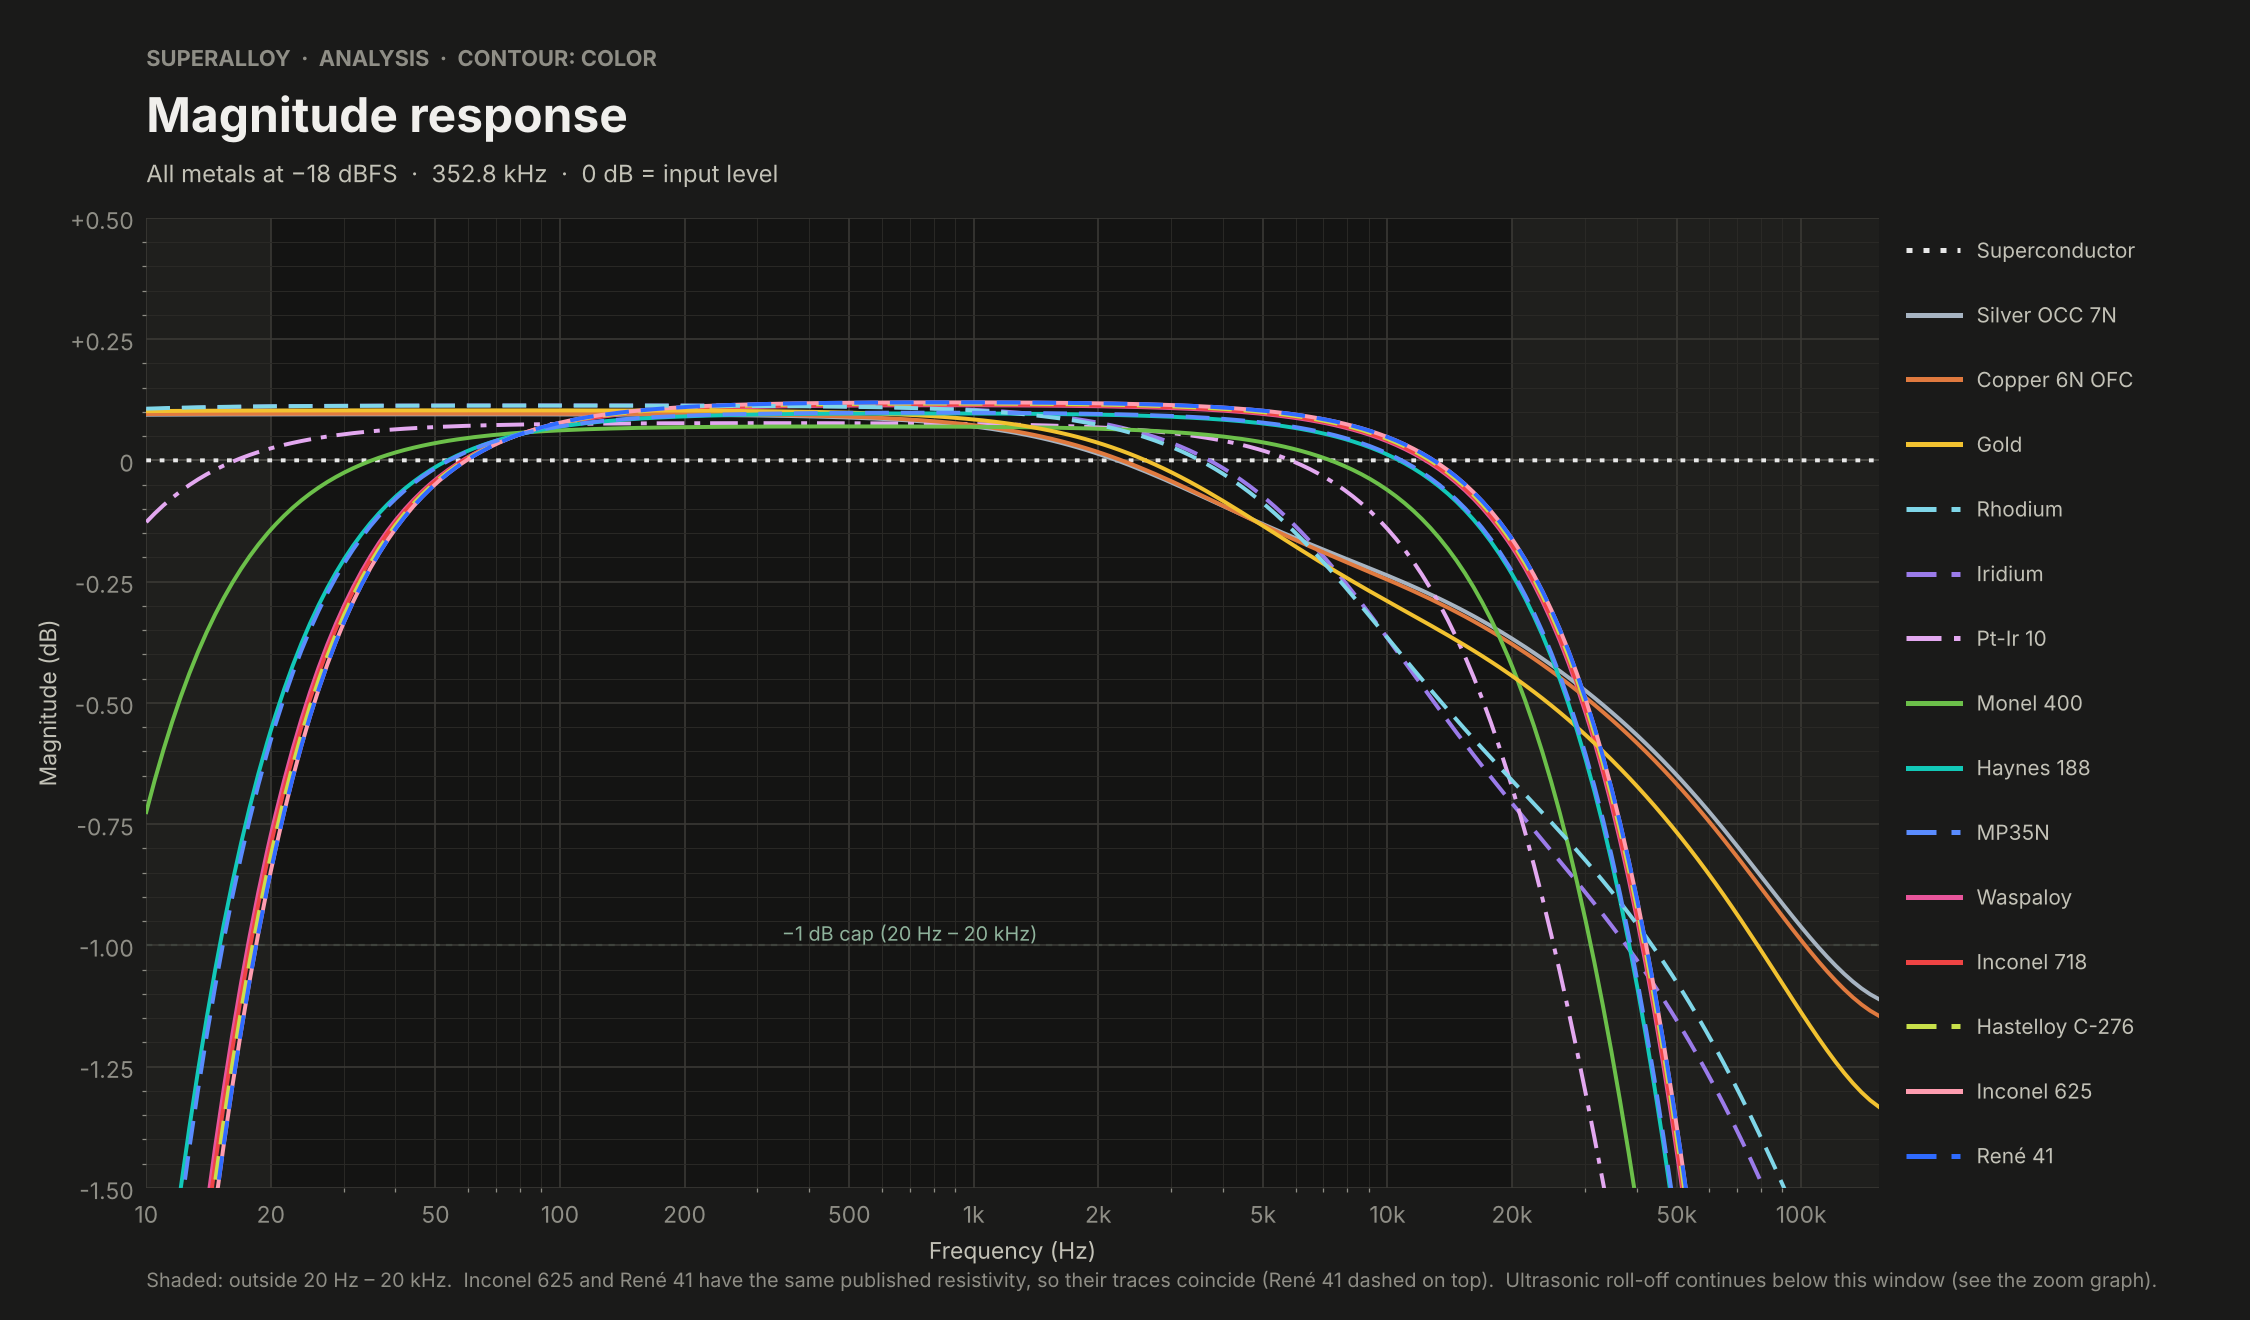 SUPERALLOY · ANALYSIS · CONTOUR: COLOR
Magnitude response
All metals at −18 dBFS · 352.8 kHz · 0 dB = input level
+0.50
+0.25
0
-0.25
-0.50
-0.75
-1.00
-1.25
-1.50
Magnitude (dB)
−1 dB cap (20 Hz – 20 kHz)
10 20 50 100 200 500 1k 2k 5k 10k 20k 50k 100k
Frequency (Hz)
Superconductor
Silver OCC 7N
Copper 6N OFC
Gold
Rhodium
Iridium
Pt-Ir 10
Monel 400
Haynes 188
MP35N
Waspaloy
Inconel 718
Hastelloy C-276
Inconel 625
René 41
Shaded: outside 20 Hz – 20 kHz. Inconel 625 and René 41 have the same published resistivity, so their traces coincide (René 41 dashed on top). Ultrasonic roll-off continues below this window (see the zoom graph).